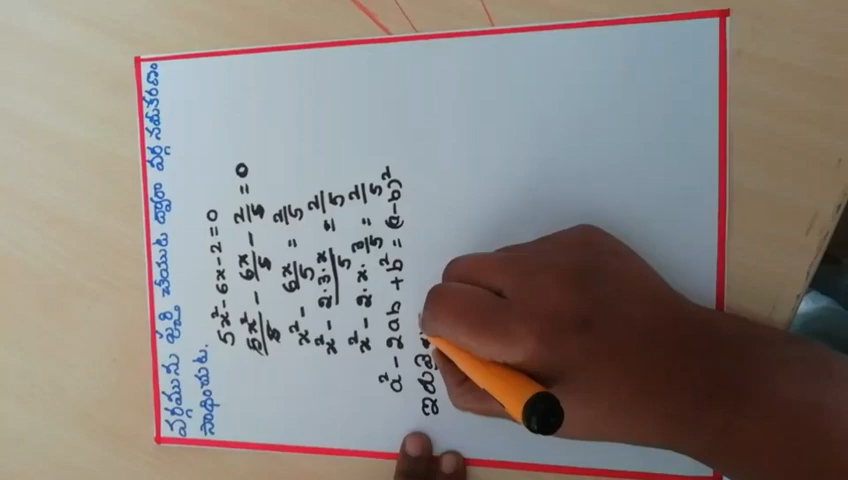 వర్గమును పూర్తి చేయుట ద్వారా వర్గ సమీకరణం
సాధించుట.
5x² - 6x - 2 = 0
5x²/5 - 6x/5 - 2/5 = 0
x² - 6x/5 = 2/5
x² - 2·3·x/5 = 2/5
x² - 2·x·3/5 = 2/5
a² - 2ab + b² = (a-b)²
ఇరువై